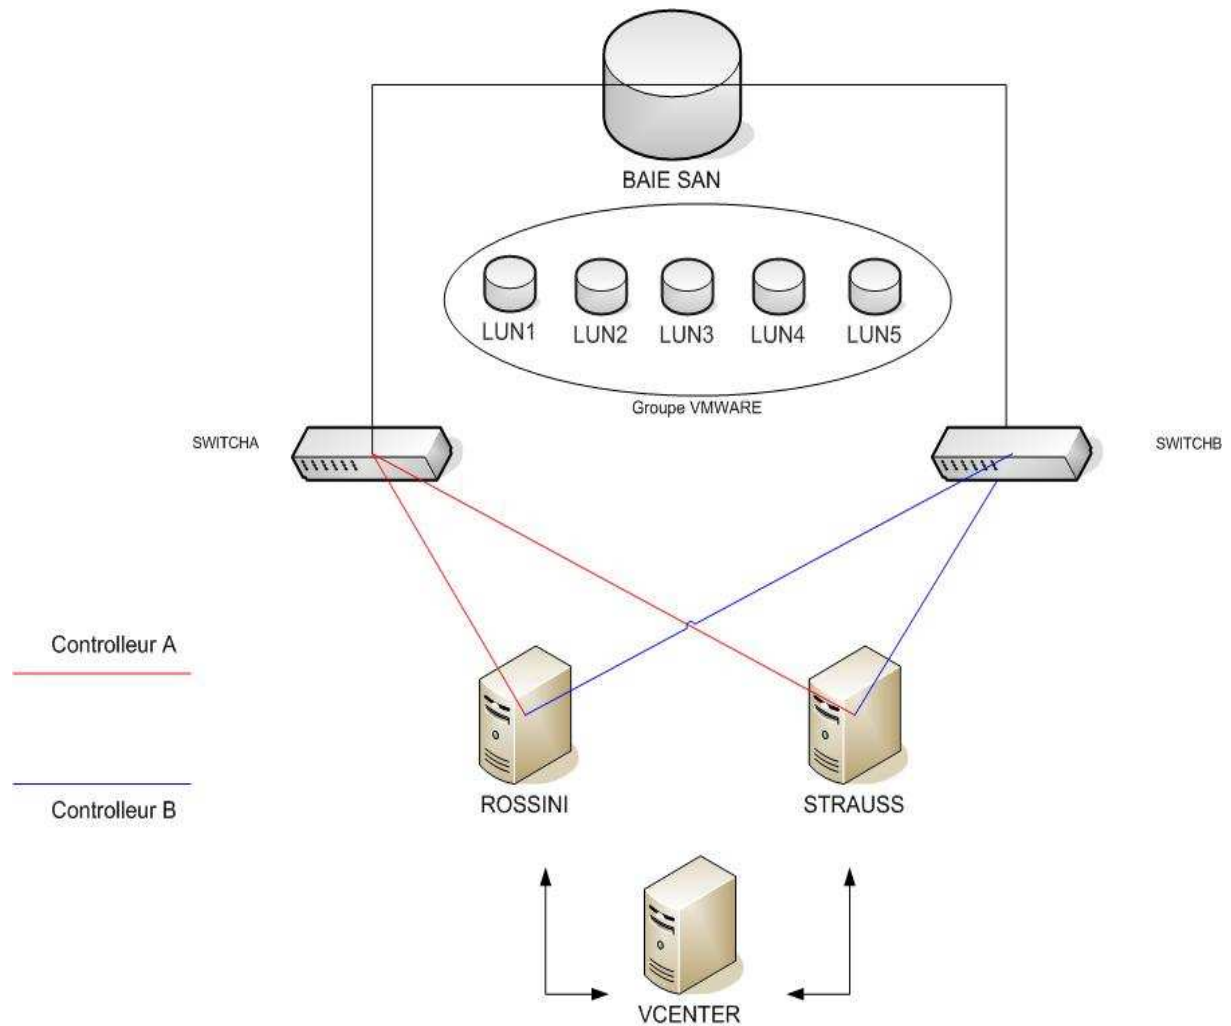 BAIE SAN
LUN1
LUN2
LUN3
LUN4
LUN5
Groupe VMWARE
SWITCHA
SWITCHB
Controlleur A
Controlleur B
ROSSINI
STRAUSS
VCENTER